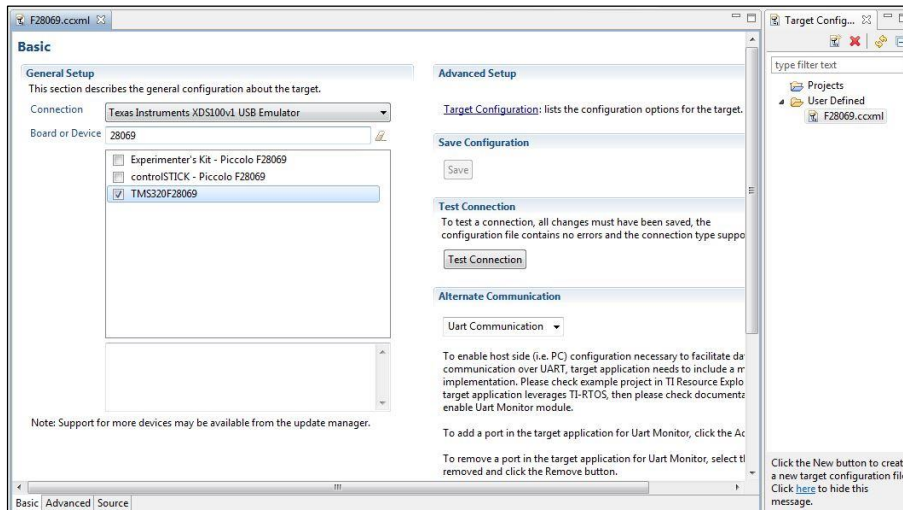 F28069.ccxml
Basic
General Setup
This section describes the general configuration about the target.
Connection
Texas Instruments XDS100v1 USB Emulator
Board or Device
28069
Experimenter's Kit - Piccolo F28069
controlSTICK - Piccolo F28069
TMS320F28069
Note: Support for more devices may be available from the update manager.
Advanced Setup
Target Configuration: lists the configuration options for the target.
Save Configuration
Save
Test Connection
To test a connection, all changes must have been saved, the
configuration file contains no errors and the connection type suppo
Test Connection
Alternate Communication
Uart Communication
To enable host side (i.e. PC) configuration necessary to facilitate da
communication over UART, target application needs to include a m
implementation. Please check example project in TI Resource Explo
target application leverages TI-RTOS, then please check documenta
enable Uart Monitor module.
To add a port in the target application for Uart Monitor, click the Ac
To remove a port in the target application for Uart Monitor, select tl
removed and click the Remove button.
Basic Advanced Source
Target Config...
type filter text
Projects
User Defined
F28069.ccxml
Click the New button to creat
a new target configuration file
Click here to hide this
message.